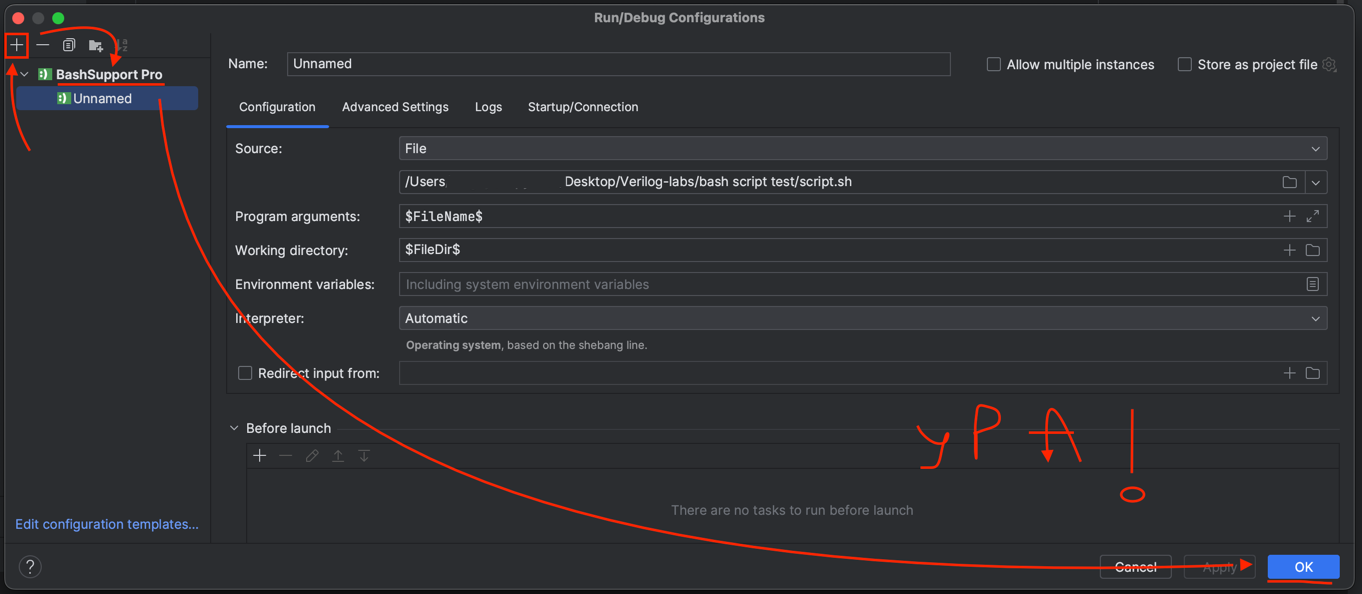 Run/Debug Configurations
BashSupport Pro
Unnamed
Name: Unnamed
Allow multiple instances
Store as project file
Configuration Advanced Settings Logs Startup/Connection
Source: File
/Users Desktop/Verilog-labs/bash script test/script.sh
Program arguments: $FileName$
Working directory: $FileDir$
Environment variables: Including system environment variables
Interpreter: Automatic
Operating system, based on the shebang line.
Redirect input from:
Before launch
уРА!
There are no tasks to run before launch
Edit configuration templates...
? Cancel Apply OK